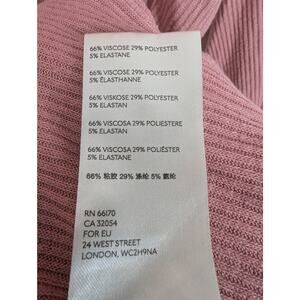 66% VISCOSE 29% POLYESTER
5% ELASTANE
66% VISCOSE 29% POLYESTER
5% ÉLASTHANNE
66% VISKOSE 29% POLYESTER
5% ELASTAN
66% VISCOSA 29% POLIESTERE
5% ELASTAN
66% VISCOSA 29% POLIÉSTER
5% ELASTANE
66% 粘胶 29% 涤纶 5% 氨纶
RN 66170
CA 32054
FOR EU
24 WEST STREET
LONDON, WC2H9NA